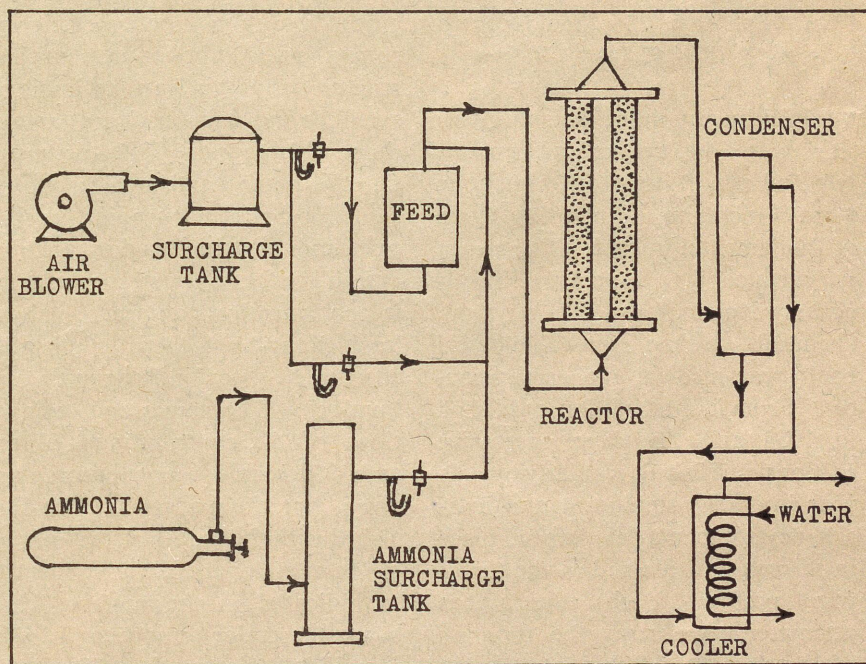 AIR
BLOWER
SURCHARGE
TANK
FEED
REACTOR
CONDENSER
AMMONIA
AMMONIA
SURCHARGE
TANK
WATER
COOLER